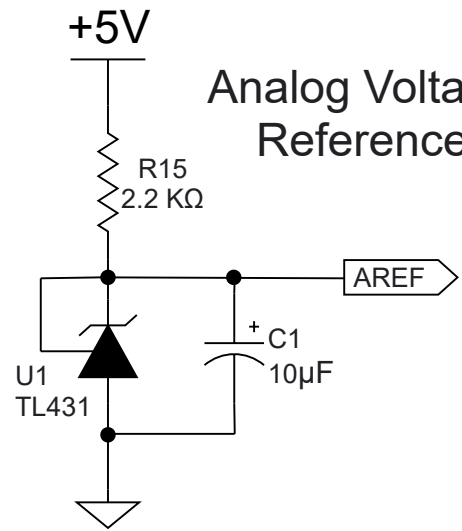 +5V
Analog Volta
Reference
R15
2.2 KΩ
AREF
+
C1
10μF
U1
TL431